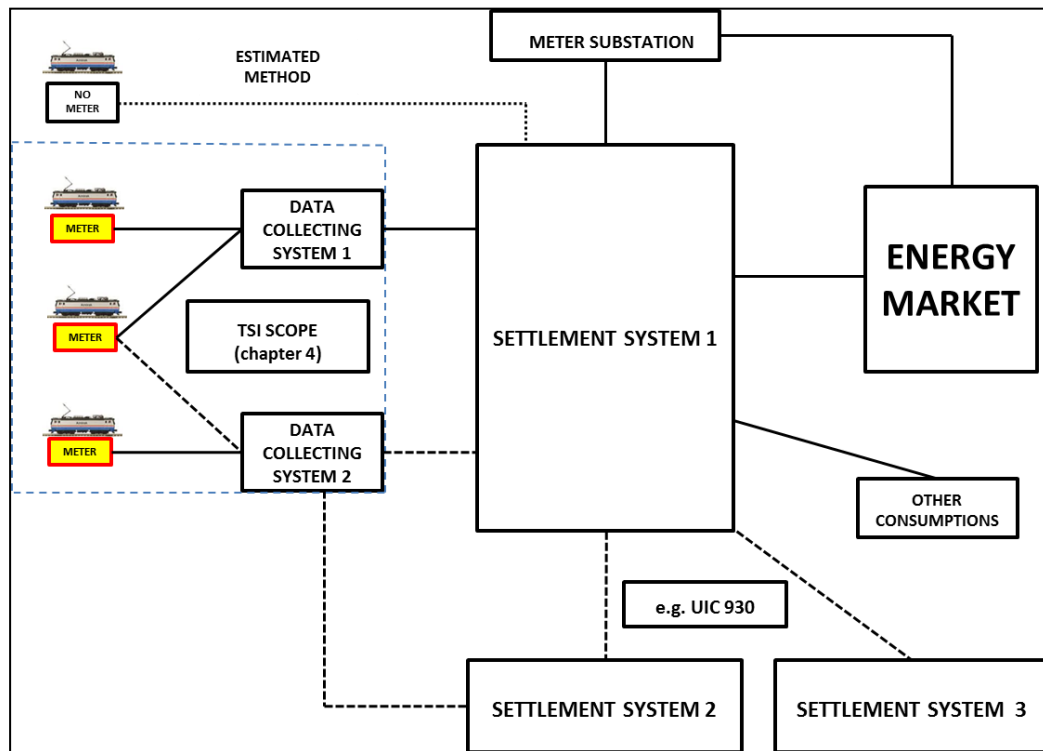 METER SUBSTATION
ESTIMATED
METHOD
NO
METER
METER
DATA
COLLECTING
SYSTEM 1
ENERGY
MARKET
METER
TSI SCOPE
(chapter 4)
SETTLEMENT SYSTEM 1
METER
DATA
COLLECTING
SYSTEM 2
OTHER
CONSUMPTIONS
e.g. UIC 930
SETTLEMENT SYSTEM 2
SETTLEMENT SYSTEM 3